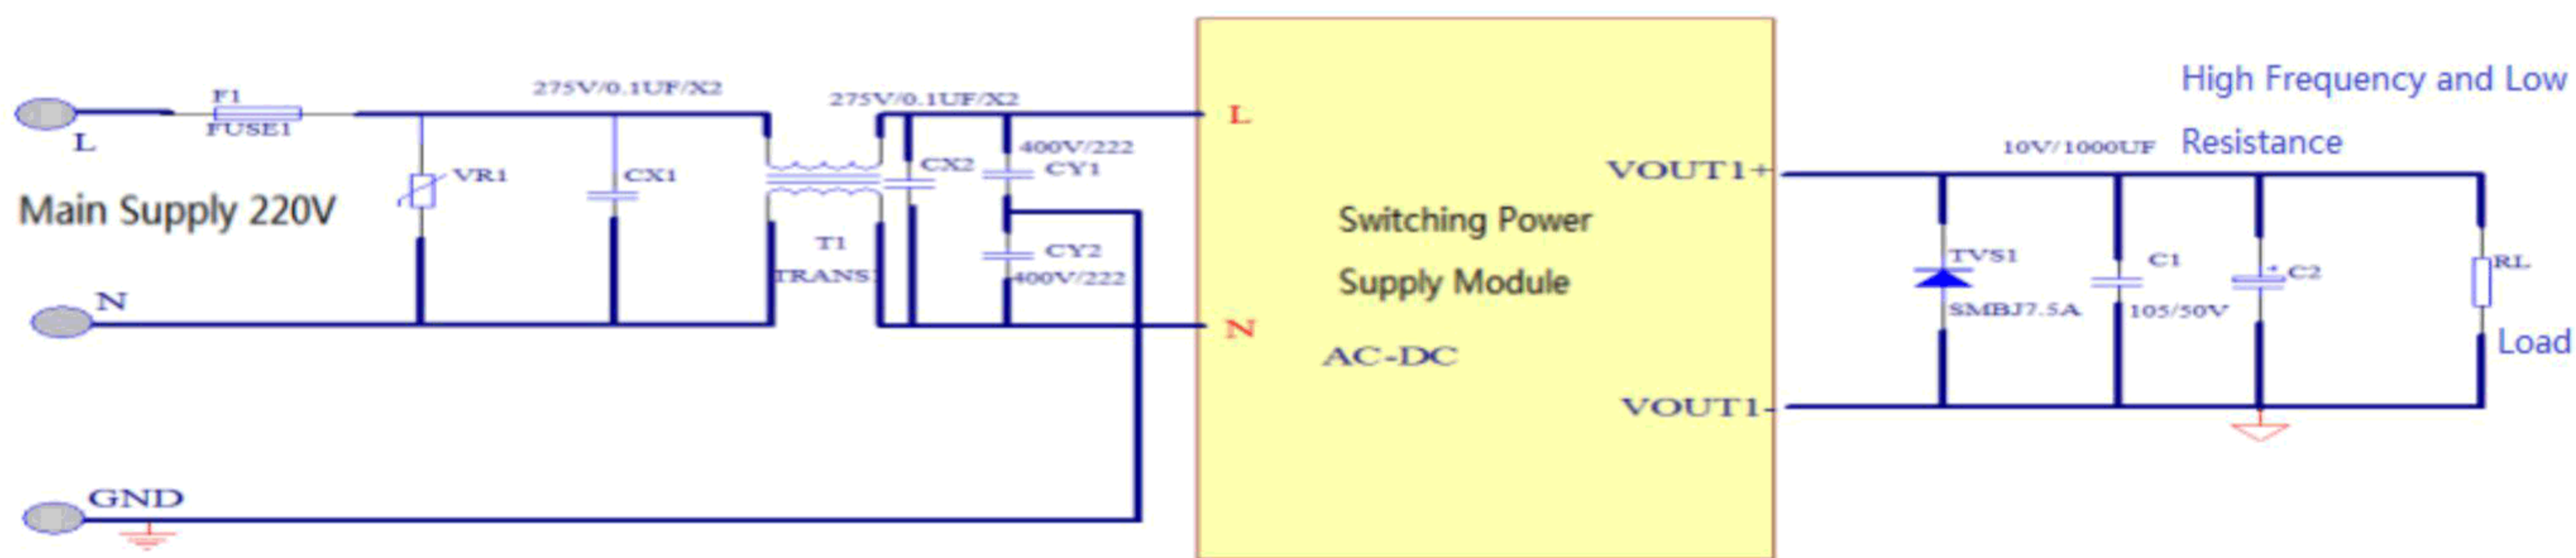 F1
FUSE1
L
Main Supply 220V
N
GND
VR1
275V/0.1UF/X2
CX1
T1
TRANS1
275V/0.1UF/X2
CX2
400V/222
CY1
CY2
400V/222
L
N
Switching Power
Supply Module
AC-DC
VOUT1+
VOUT1-
TVS1
SMBJ7.5A
C1
105/50V
10V/1000UF
C2
High Frequency and Low
Resistance
RL
Load